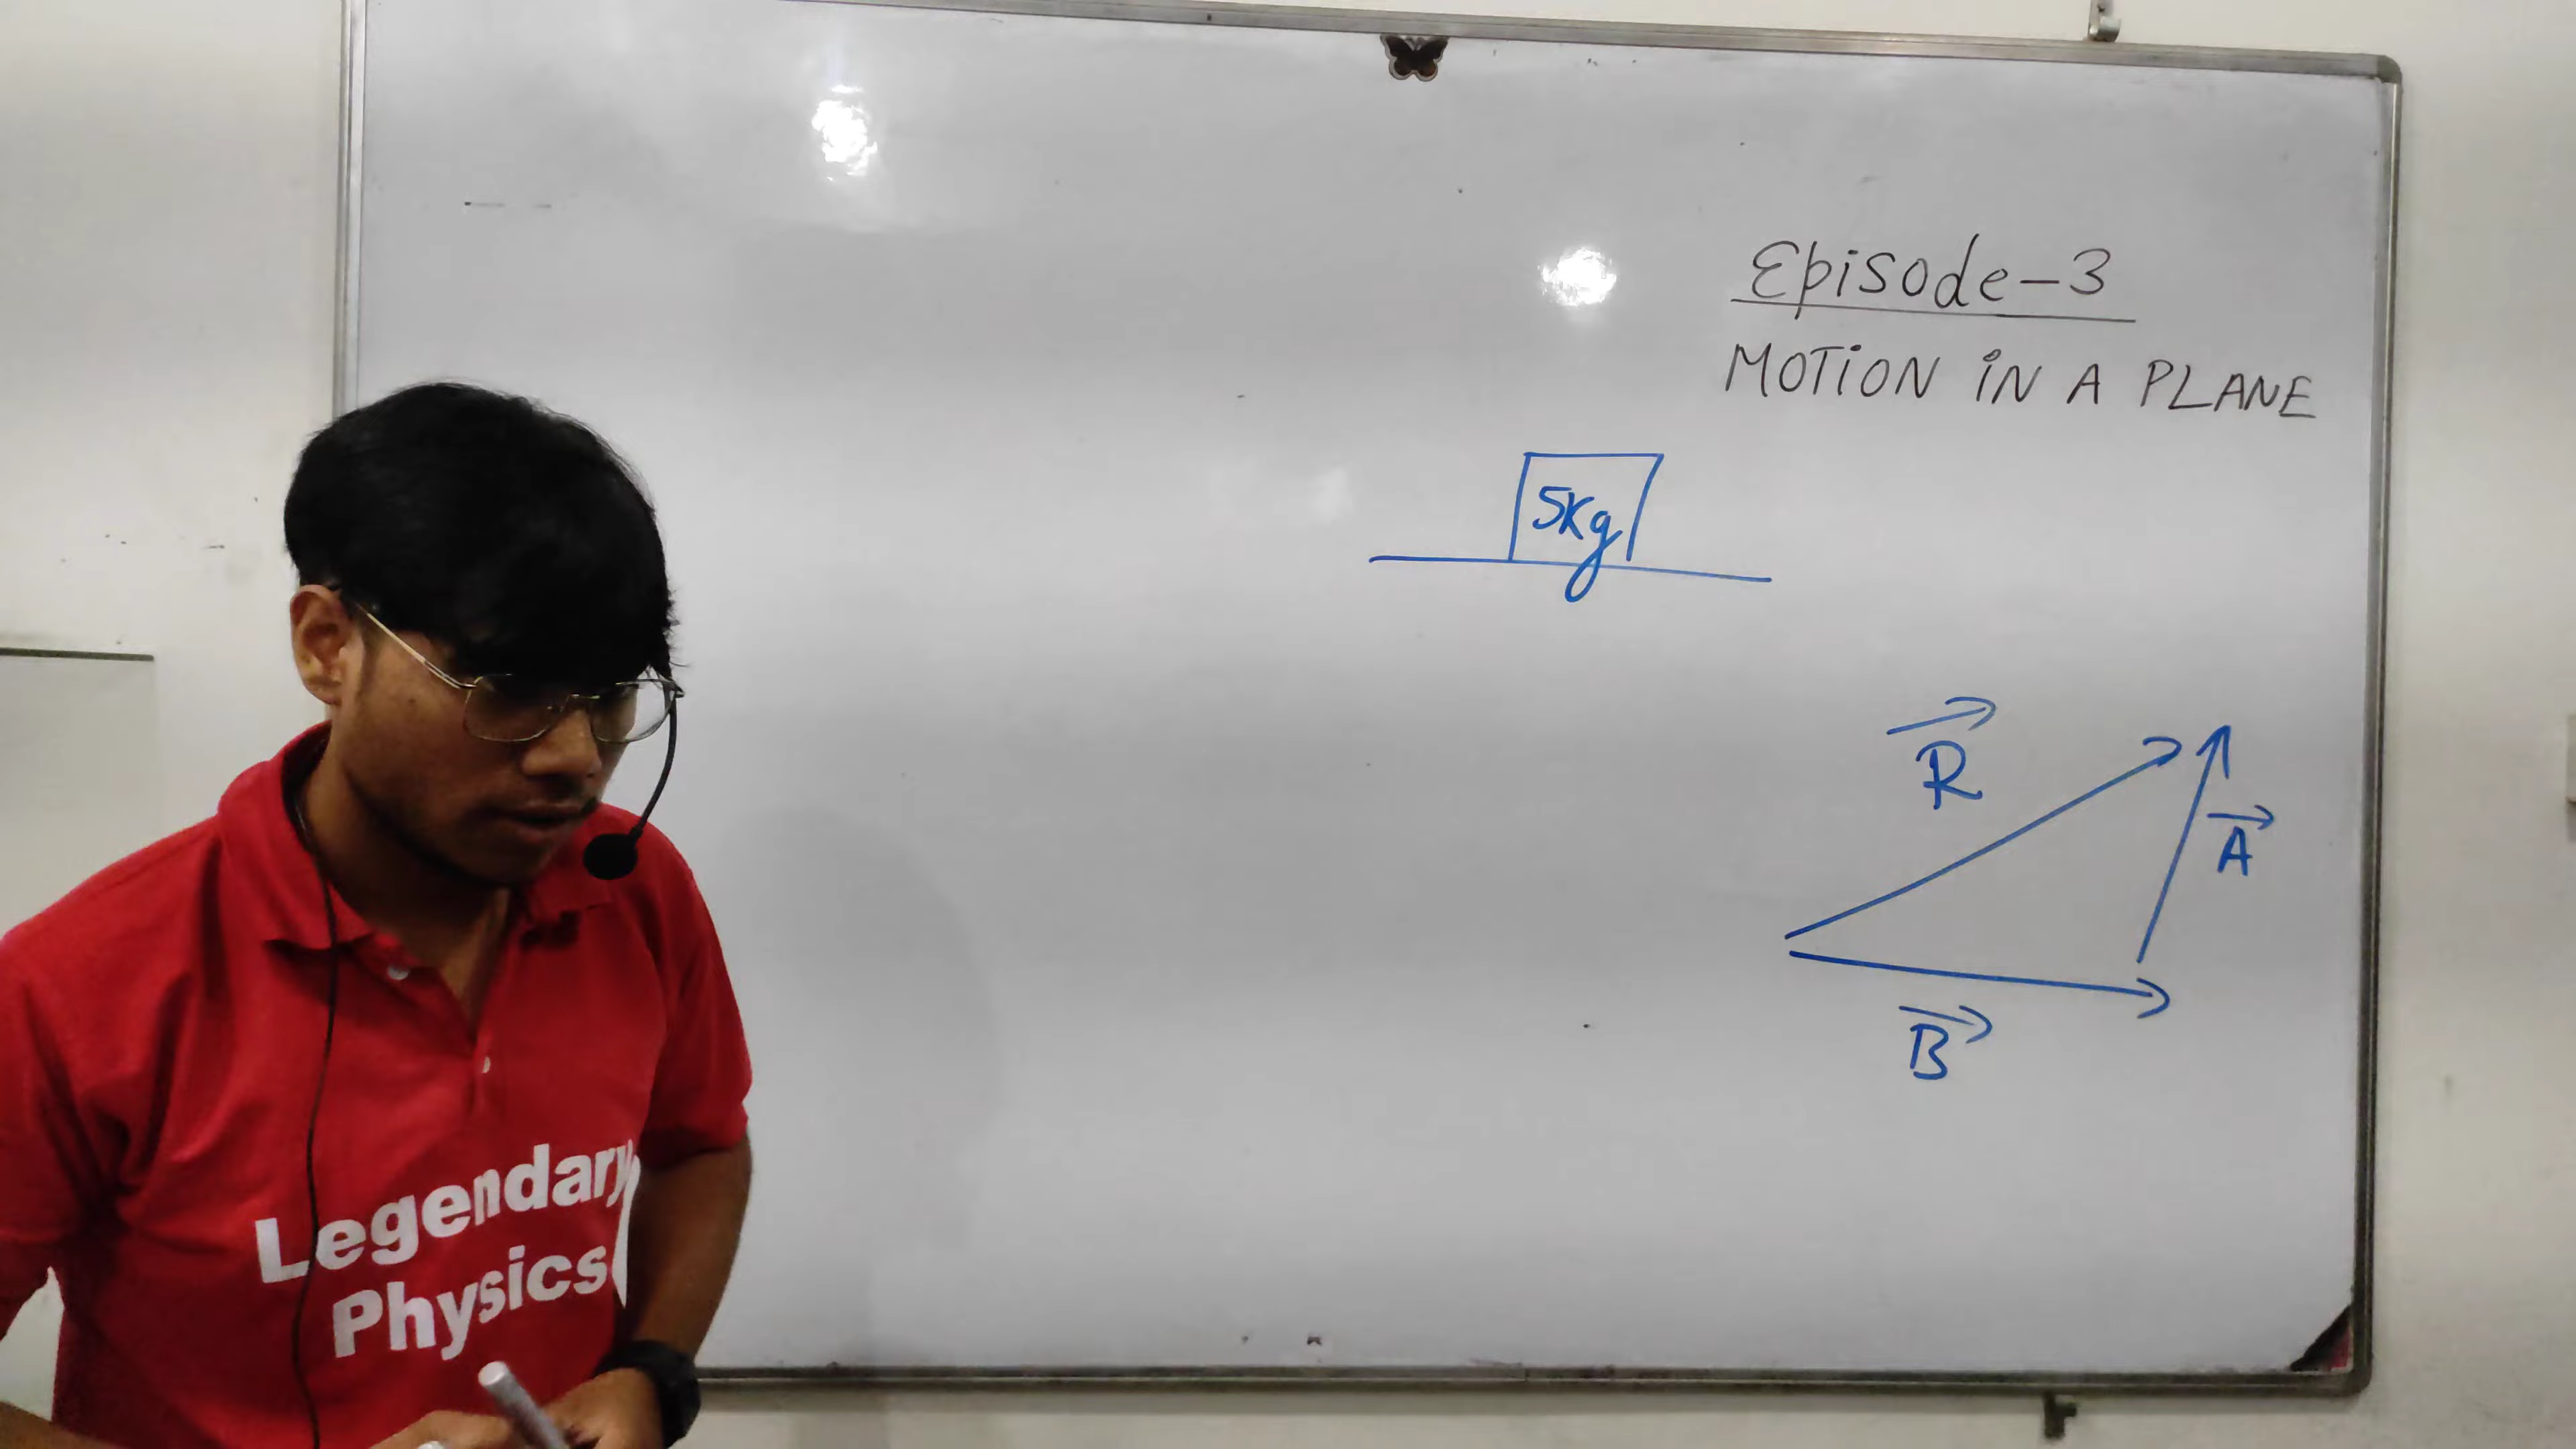 Episode-3
MOTION IN A PLANE
5Kg
R
A
B
Legendary
Physics